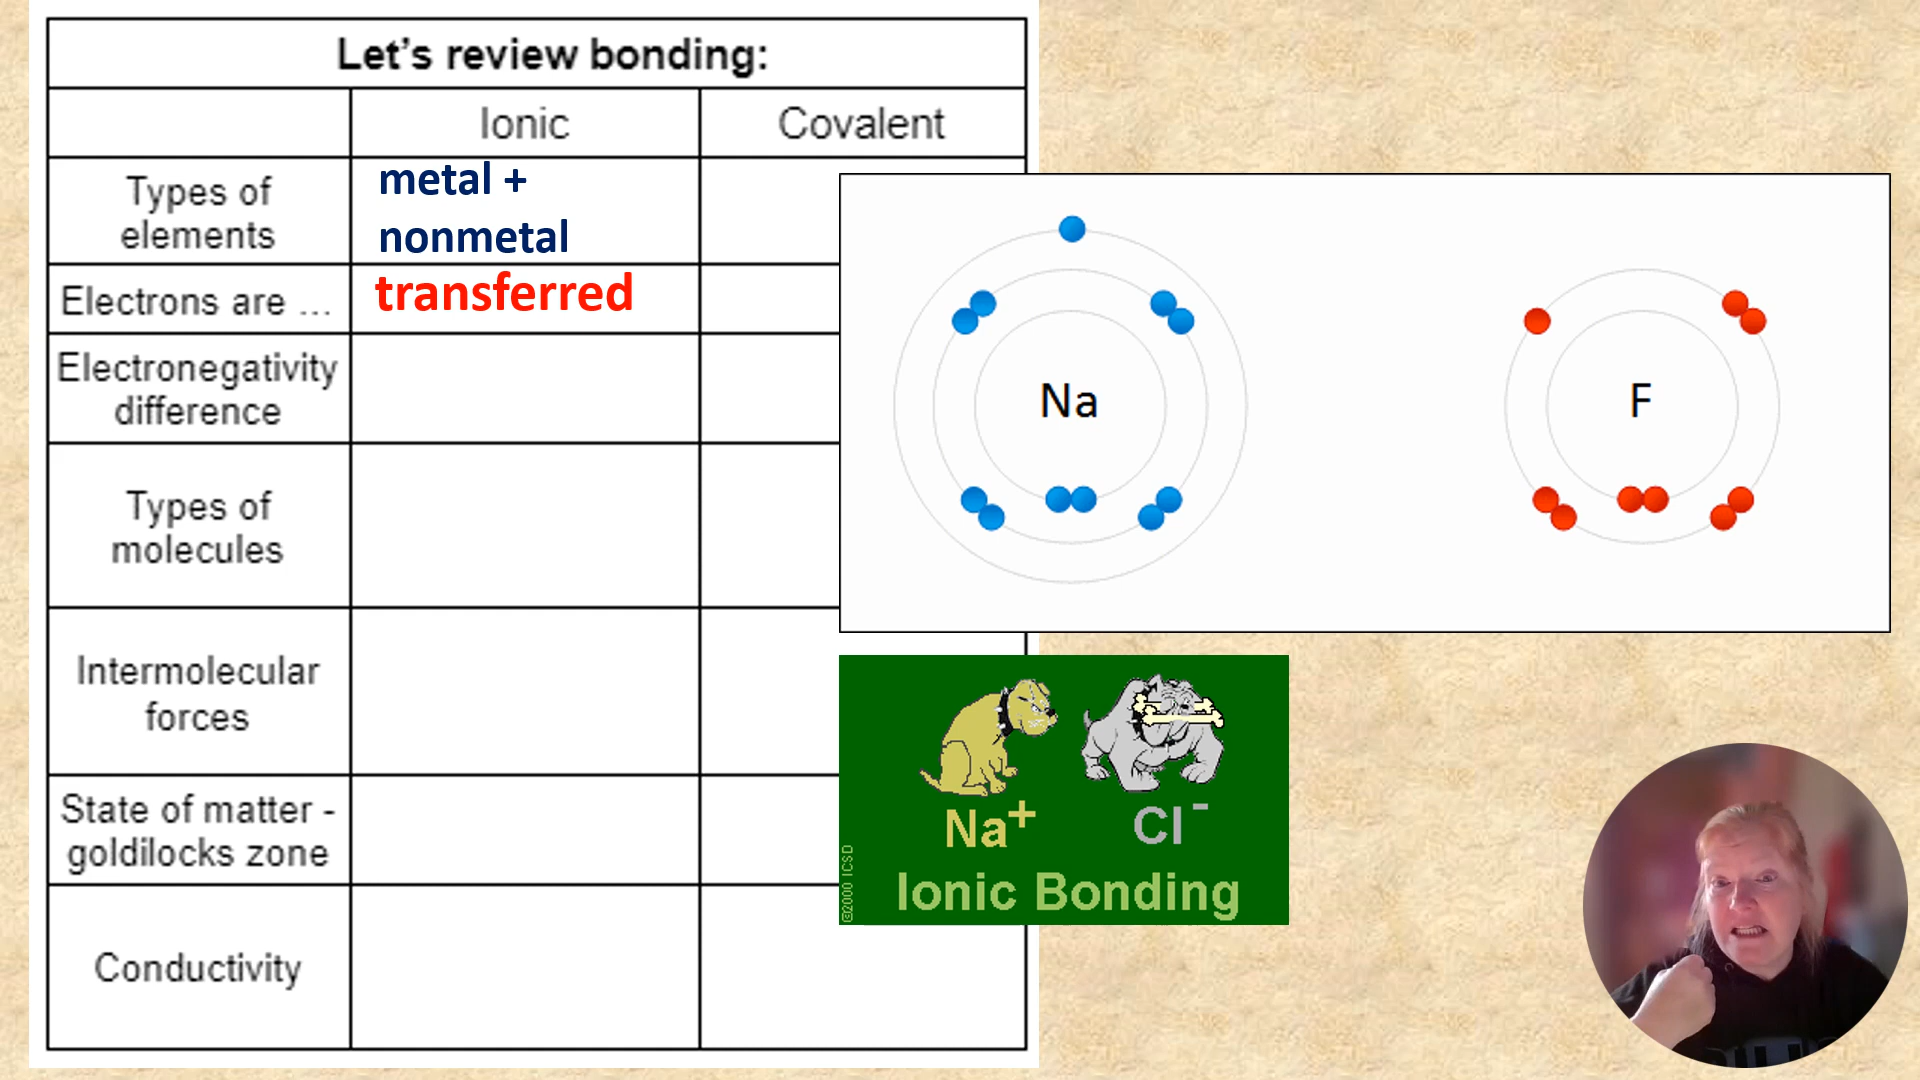 Let's review bonding:
Ionic
Covalent
Types of
elements
metal +
nonmetal
Electrons are ...
transferred
Electronegativity
difference
Types of
molecules
Intermolecular
forces
State of matter -
goldilocks zone
Conductivity
Na
F
Na+
Cl-
Ionic Bonding
©2000 ICSD